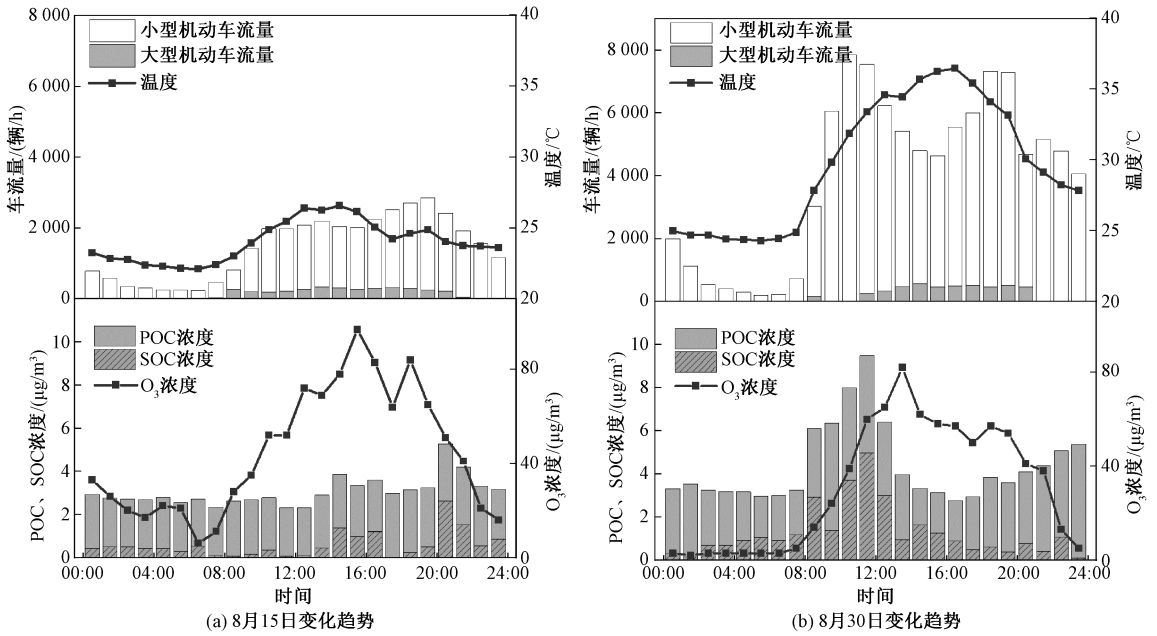 8 000
6 000
4 000
2 000
0
车流量/(辆/h)
小型机动车流量
大型机动车流量
温度
40
35
30
25
20
温度/℃
10
8
6
4
2
0
POC、SOC浓度/(μg/m³)
POC浓度
SOC浓度
O₃浓度
80
40
0
O₃浓度/(μg/m³)
00:00 04:00 08:00 12:00 16:00 20:00 24:00
时间
(a) 8月15日变化趋势
8 000
6 000
4 000
2 000
0
车流量/(辆/h)
小型机动车流量
大型机动车流量
温度
40
35
30
25
20
温度/℃
10
8
6
4
2
0
POC、SOC浓度/(μg/m³)
POC浓度
SOC浓度
O₃浓度
80
40
0
O₃浓度/(μg/m³)
00:00 04:00 08:00 12:00 16:00 20:00 24:00
时间
(b) 8月30日变化趋势